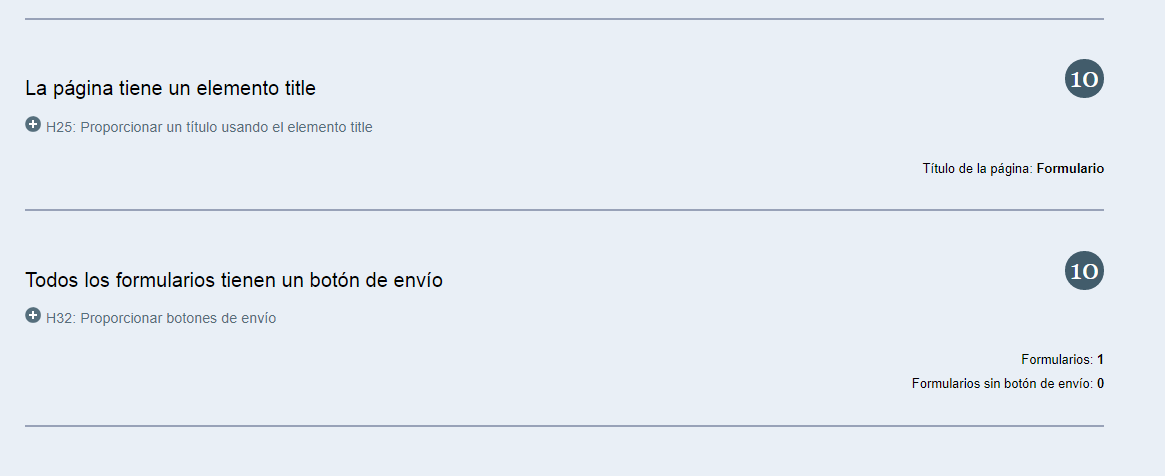 La página tiene un elemento title
10
H25: Proporcionar un título usando el elemento title
Título de la página: Formulario
Todos los formularios tienen un botón de envío
10
H32: Proporcionar botones de envío
Formularios: 1
Formularios sin botón de envío: 0